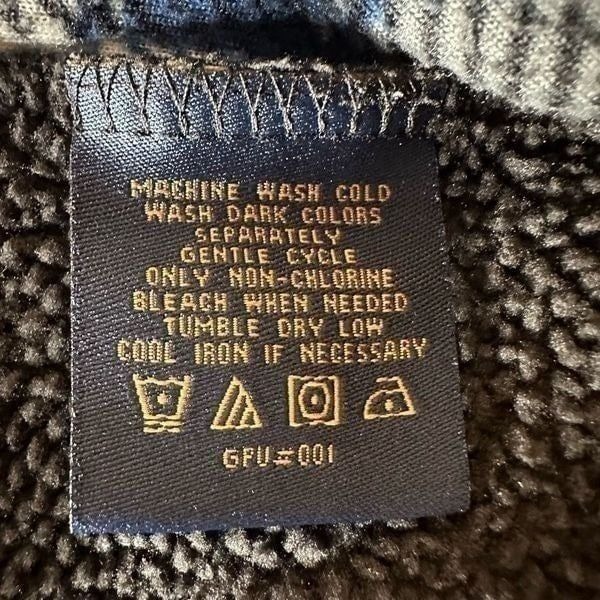 MACHINE WASH COLD
WASH DARK COLORS
SEPARATELY
GENTLE CYCLE
ONLY NON-CHLORINE
BLEACH WHEN NEEDED
TUMBLE DRY LOW
COOL IRON IF NECESSARY
GFU#001